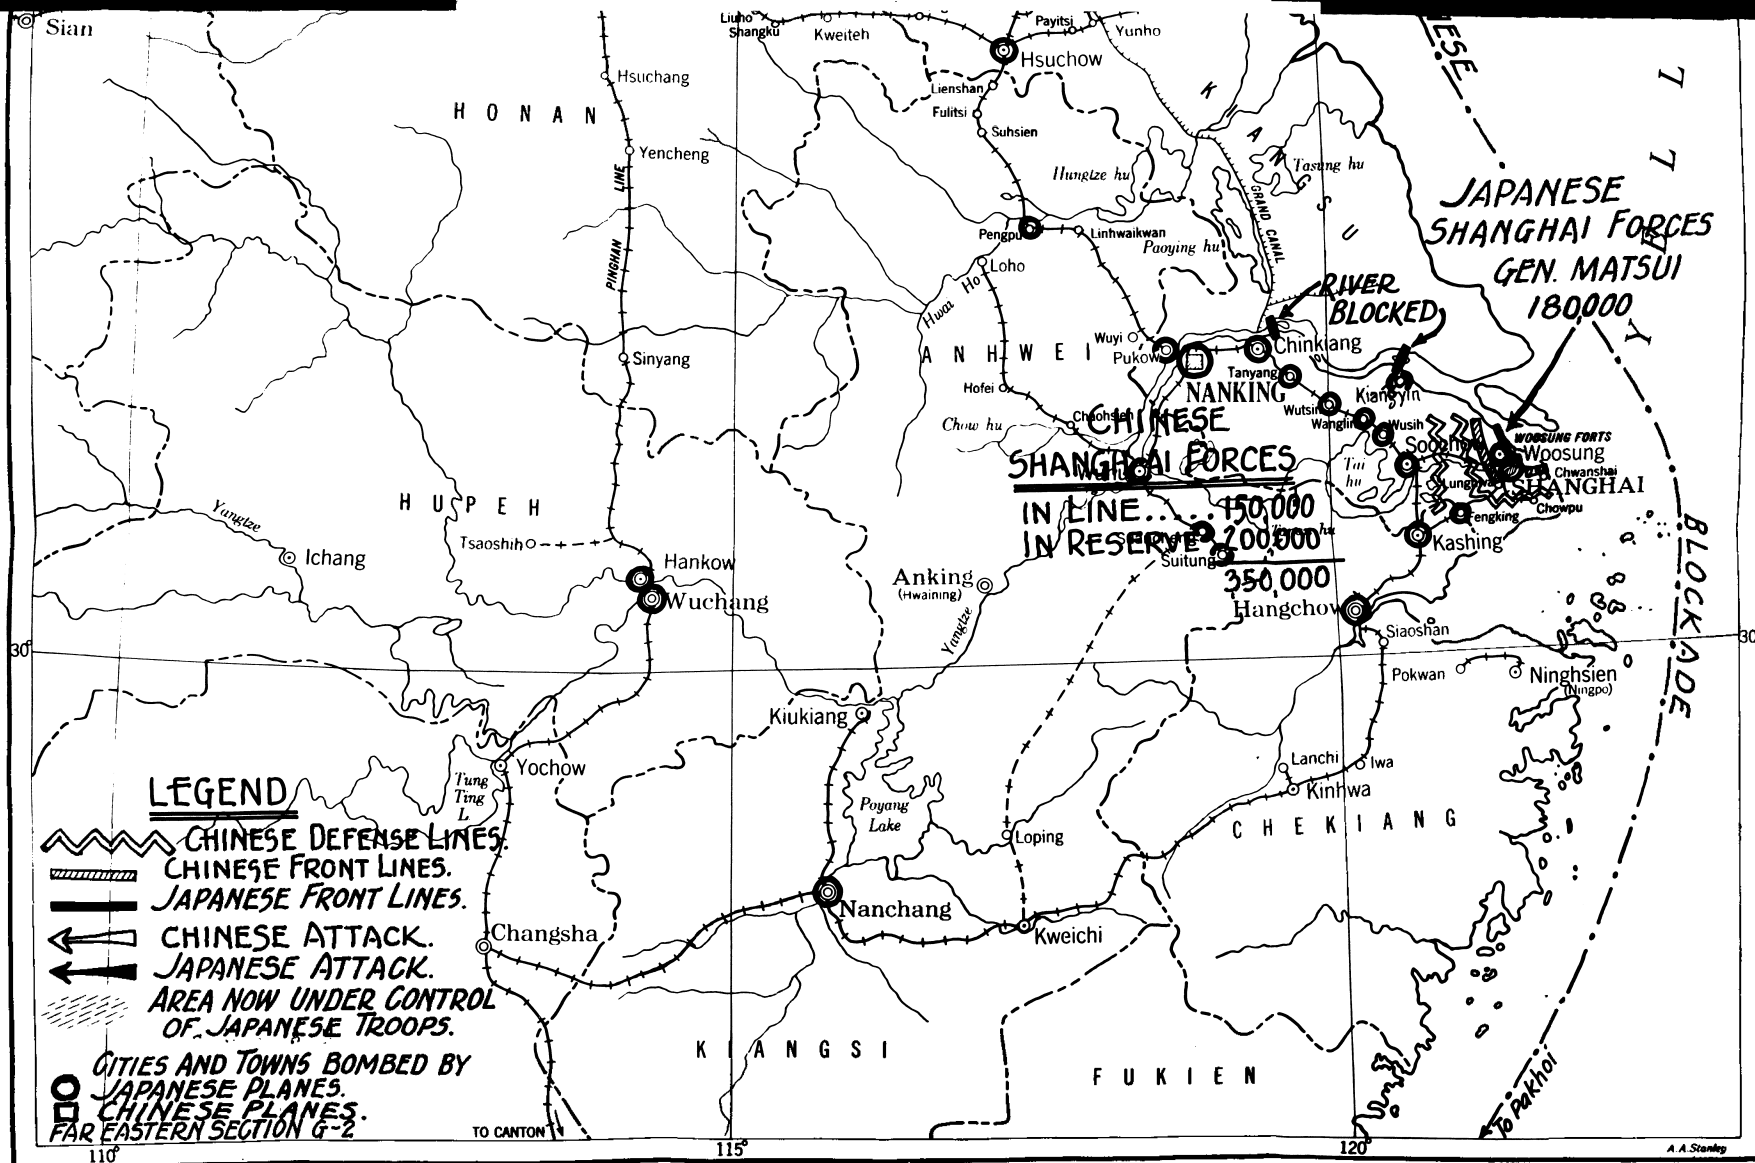 Sian
Liuho
Shangku
Kweiteh
Payitsi
Yunho
Hsuchow
Hsuchang
Lienshan
Fulitsi
Suhsien
HONAN
Yencheng
PINGHAN LINE
KIANGSU
Tasung hu
Hungtze hu
GRAND CANAL
Pengpu
Linhwaikwan
Paoying hu
Loho
Hwai Ho
ESE
JAPANESE
SHANGHAI FORCES
GEN. MATSUI
180,000
RIVER
BLOCKED
Sinyang
ANHWEI
Wuyi
Pukow
Chinkiang
Tanyang
NANKING
Hofei
Chow hu
Chaohsien
Kiangyin
Wutsin
Wanglin
Wusih
Soochow
WOOSUNG FORTS
Woosung
Chwanshai
SHANGHAI
Chowpu
Tai
hu
Fengking
Kashing
CHINESE
SHANGHAI FORCES
IN LINE.....150,000
IN RESERVE 200,000
350,000
Suitung
HUPEH
Yangtze
Ichang
Tsaoshih
Hankow
Wuchang
Anking
(Hwaining)
Yangtze
Hangchow
Siaoshan
Pokwan
Ninghsien
(Ningpo)
BLOCKADE
30°
30
Kiukiang
Yochow
Tung
Ting
L
Poyang
Lake
Lanchi
Iwa
Kinhwa
Loping
CHEKIANG
Nanchang
Kweichi
Changsha
KIANGSI
FUKIEN
To Pakhoi
LEGEND
CHINESE DEFENSE LINES.
CHINESE FRONT LINES.
JAPANESE FRONT LINES.
CHINESE ATTACK.
JAPANESE ATTACK.
AREA NOW UNDER CONTROL
OF JAPANESE TROOPS.
CITIES AND TOWNS BOMBED BY
JAPANESE PLANES.
CHINESE PLANES.
FAR EASTERN SECTION G-2
TO CANTON
110°
115°
120°
A.A.Stanley